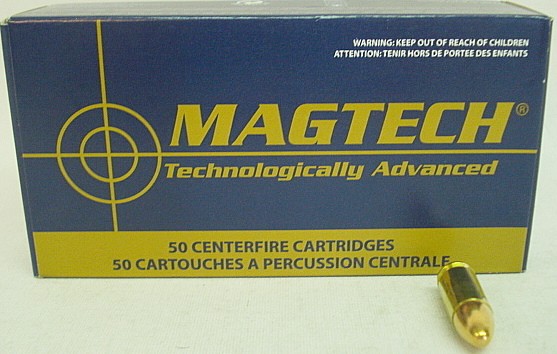 WARNING: KEEP OUT OF REACH OF CHILDREN
ATTENTION: TENIR HORS DE PORTEE DES ENFANTS
MAGTECH®
Technologically Advanced
50 CENTERFIRE CARTRIDGES
50 CARTOUCHES A PERCUSSION CENTRALE